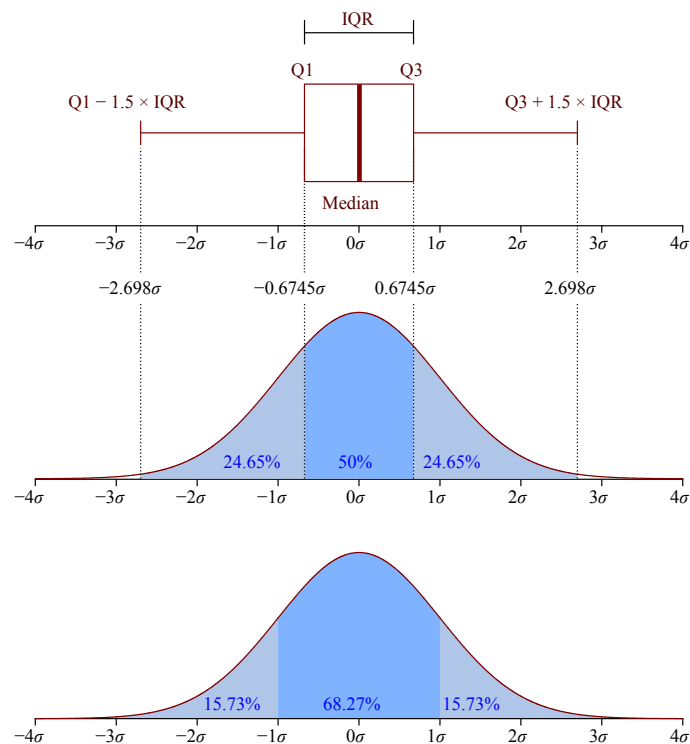 IQR
Q1 Q3
Q1 − 1.5 × IQR Q3 + 1.5 × IQR
Median
−4σ −3σ −2σ −1σ 0σ 1σ 2σ 3σ 4σ
−2.698σ −0.6745σ 0.6745σ 2.698σ
24.65% 50% 24.65%
−4σ −3σ −2σ −1σ 0σ 1σ 2σ 3σ 4σ
15.73% 68.27% 15.73%
−4σ −3σ −2σ −1σ 0σ 1σ 2σ 3σ 4σ